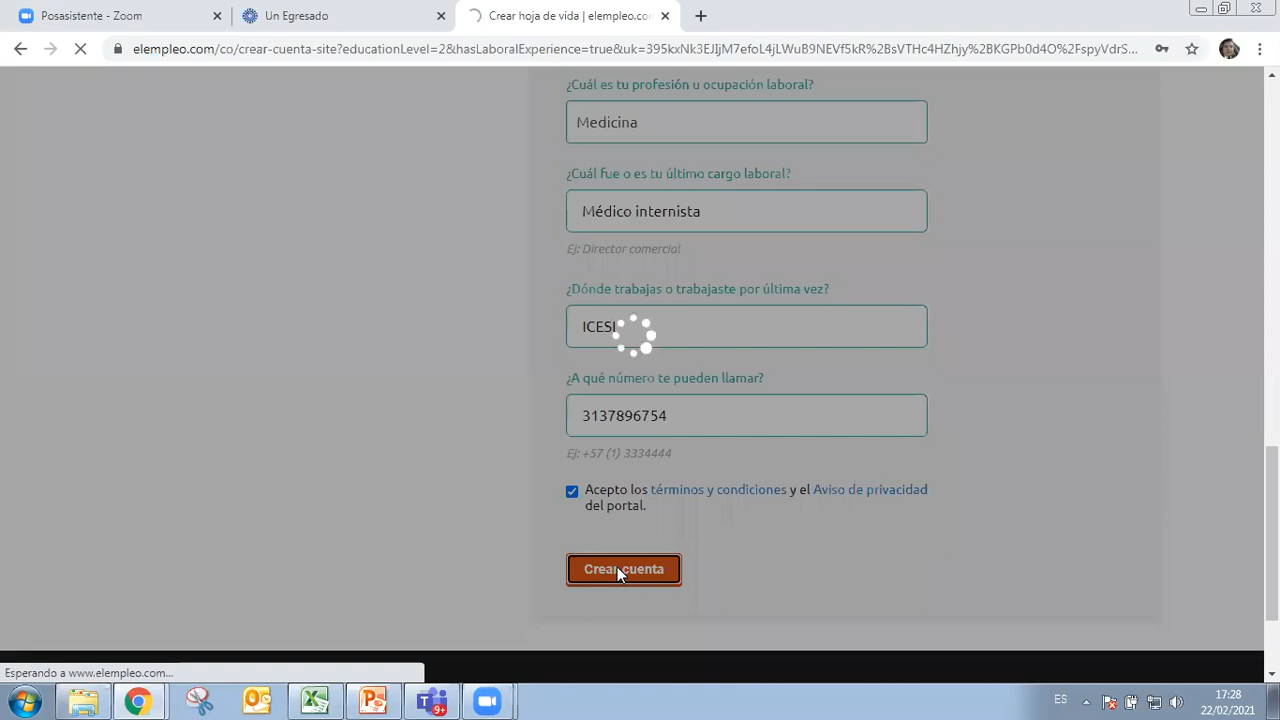 Posasistente - Zoom
Un Egresado
Crear hoja de vida | elempleo.co
elempleo.com/co/crear-cuenta-site?educationLevel=2&hasLaboralExperience=true&uk=395kxNk3EJIjM7efoL4jLWuB9NEVf5kR%2BsVTHc4HZhjy%2BKGPb0d4O%2FspyVdrS...
¿Cuál es tu profesión u ocupación laboral?
Medicina
¿Cuál fue o es tu último cargo laboral?
Médico internista
Ej: Director comercial
¿Dónde trabajas o trabajaste por última vez?
ICESI
¿A qué número te pueden llamar?
3137896754
Ej: +57 (1) 3334444
Acepto los términos y condiciones y el Aviso de privacidad
del portal.
Crear cuenta
Esperando a www.elempleo.com...
9+
ES
17:28
22/02/2021